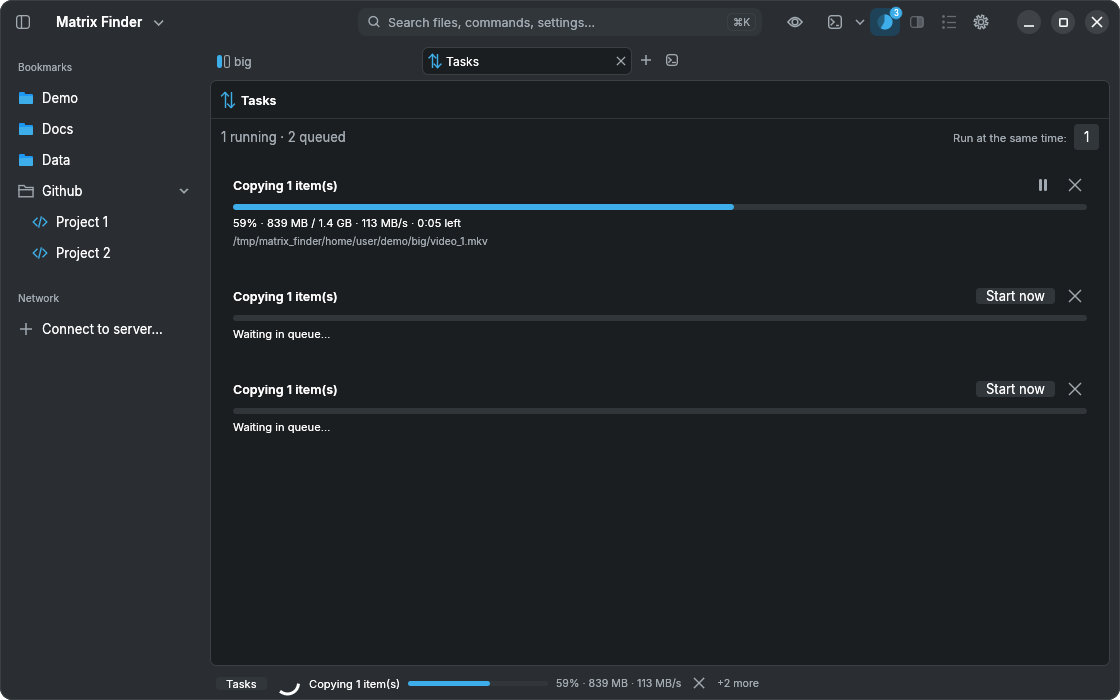 Matrix Finder
Search files, commands, settings...
⌘K
3
Bookmarks
Demo
Docs
Data
Github
Project 1
Project 2
Network
Connect to server...
big
Tasks
Tasks
1 running · 2 queued
Run at the same time: 1
Copying 1 item(s)
59% · 839 MB / 1.4 GB · 113 MB/s · 0:05 left
/tmp/matrix_finder/home/user/demo/big/video_1.mkv
Copying 1 item(s)
Start now
Waiting in queue...
Copying 1 item(s)
Start now
Waiting in queue...
Tasks
Copying 1 item(s)
59% · 839 MB · 113 MB/s
+2 more